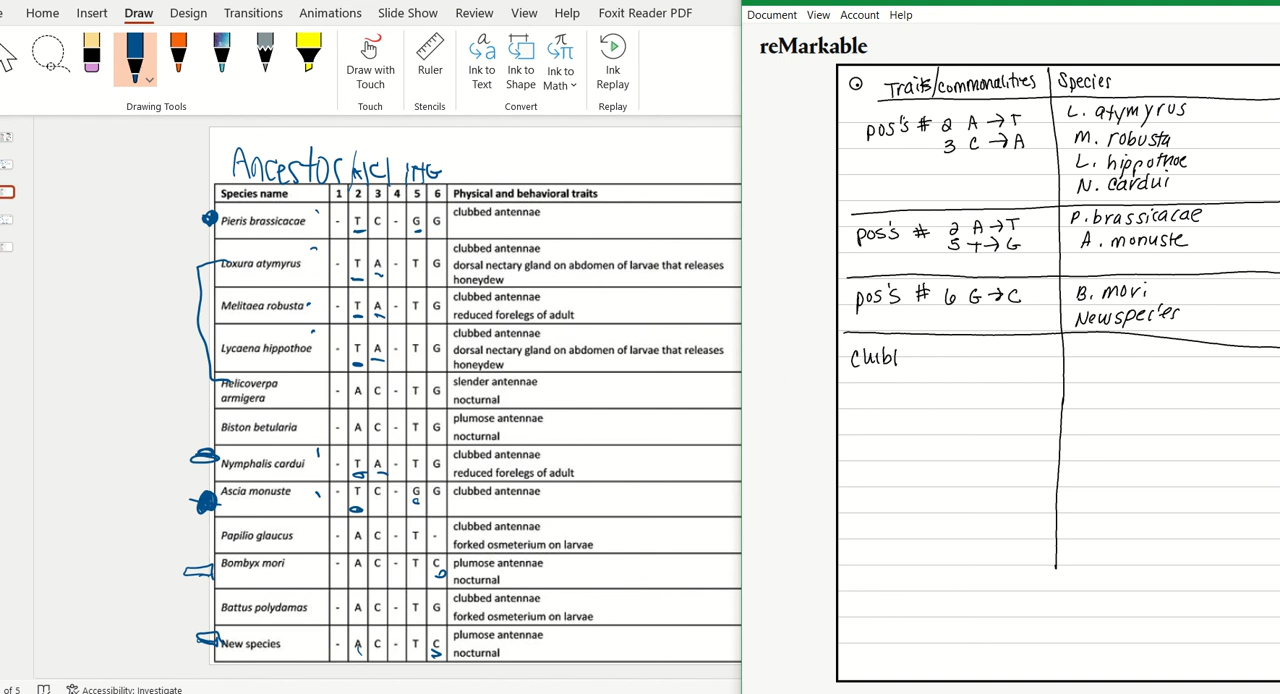 Home Insert Draw Design Transitions Animations Slide Show Review View Help Foxit Reader PDF
Draw with Touch
Ruler
Ink to Text
Ink to Shape
Ink to Math
Ink Replay
Drawing Tools Touch Stencils Convert Replay
Ancestor
Species name 1 2 3 4 5 6 Physical and behavioral traits
Pieris brassicacae - T C - G G clubbed antennae
Loxura atymyrus - T A - T G clubbed antennae
dorsal nectary gland on abdomen of larvae that releases
honeydew
Melitaea robusta - T A - T G clubbed antennae
reduced forelegs of adult
Lycaena hippothoe - T A - T G clubbed antennae
dorsal nectary gland on abdomen of larvae that releases
honeydew
Helicoverpa armigera - A C - T G slender antennae
nocturnal
Biston betularia - A C - T G plumose antennae
nocturnal
Nymphalis cardui - T A - T G clubbed antennae
reduced forelegs of adult
Ascia monuste - T C - G G clubbed antennae
Papilio glaucus - A C - T - clubbed antennae
forked osmeterium on larvae
Bombyx mori - A C - T C plumose antennae
nocturnal
Battus polydamas - A C - T G clubbed antennae
forked osmeterium on larvae
New species - A C - T C plumose antennae
nocturnal
of 5 Accessibility: Investigate
Document View Account Help
reMarkable
Traits/commonalities Species
pos's # 2 A→T L. atymyrus
3 C→A M. robusta
L. hippothoe
N. cardui
pos's # 2 A→T P. brassicacae
5 T→G A. monuste
pos's # 6 G→C B. mori
New species
Clubl